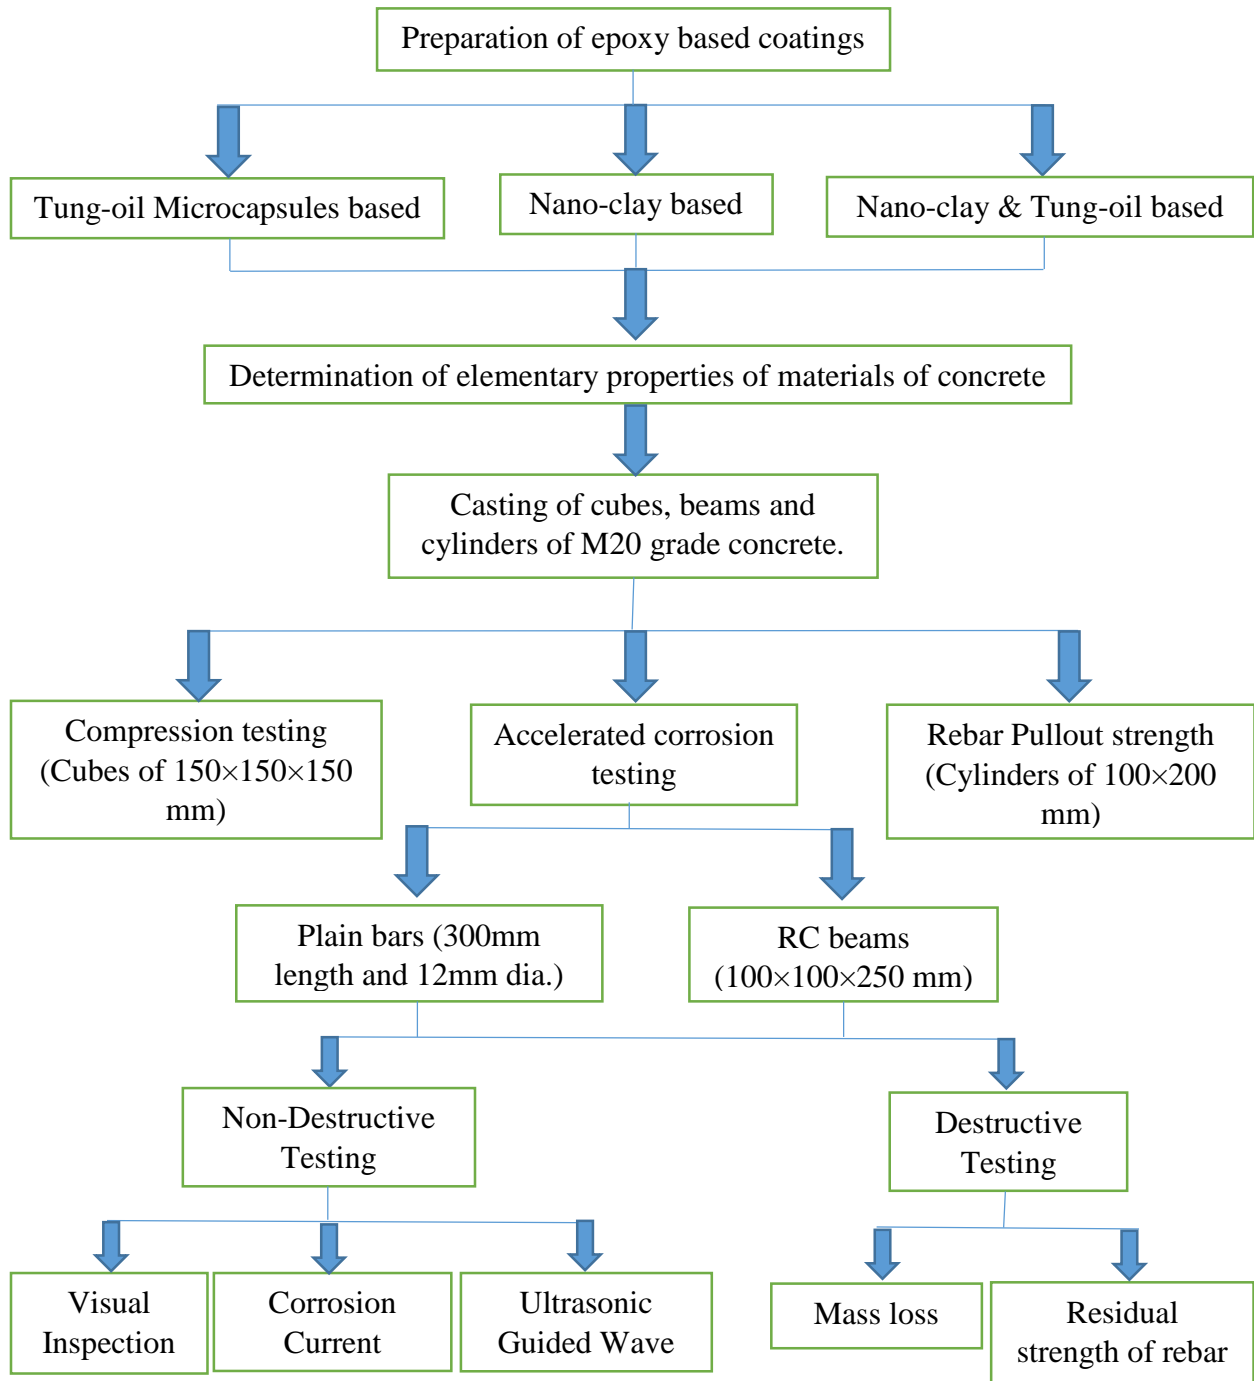 Preparation of epoxy based coatings
Tung-oil Microcapsules based
Nano-clay based
Nano-clay & Tung-oil based
Determination of elementary properties of materials of concrete
Casting of cubes, beams and
cylinders of M20 grade concrete.
Compression testing
(Cubes of 150×150×150
mm)
Accelerated corrosion
testing
Rebar Pullout strength
(Cylinders of 100×200
mm)
Plain bars (300mm
length and 12mm dia.)
RC beams
(100×100×250 mm)
Non-Destructive
Testing
Destructive
Testing
Visual
Inspection
Corrosion
Current
Ultrasonic
Guided Wave
Mass loss
Residual
strength of rebar